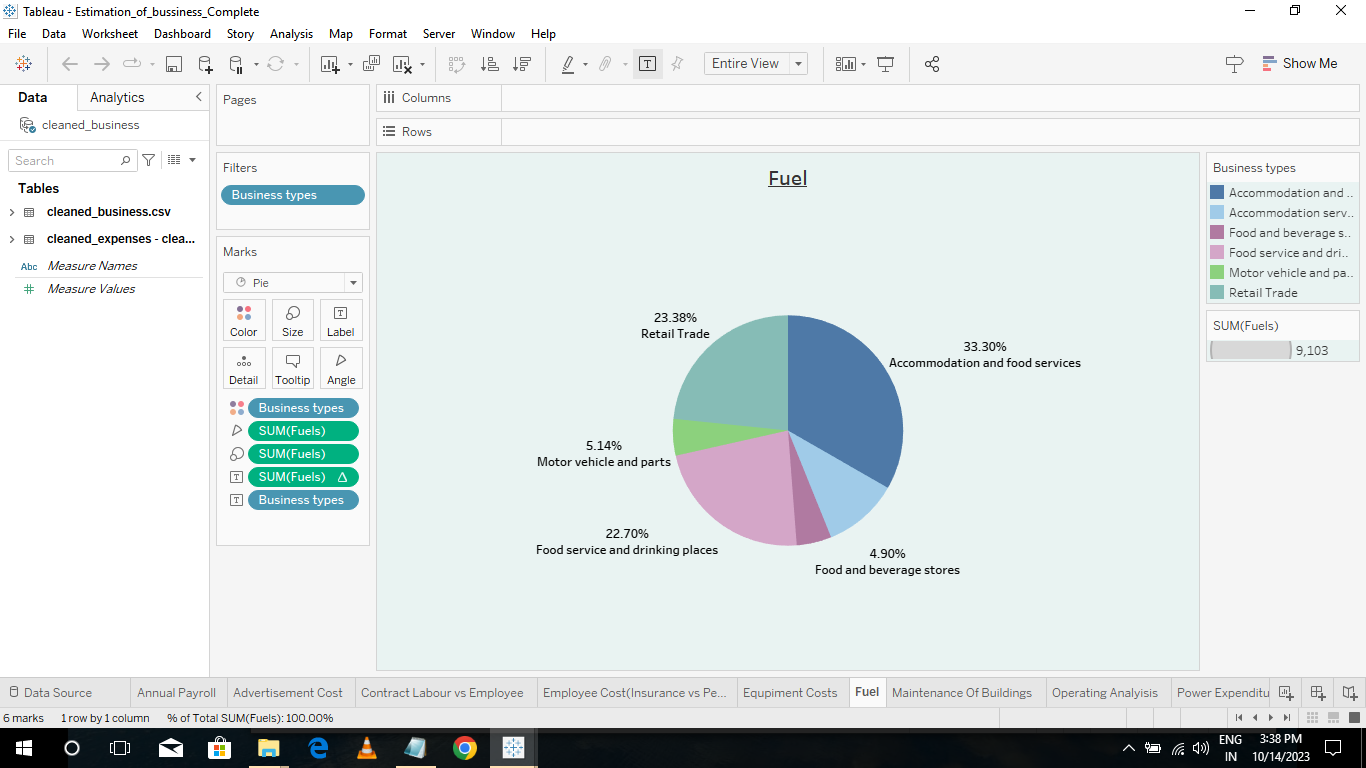 Tableau - Estimation_of_bussiness_Complete
File Data Worksheet Dashboard Story Analysis Map Format Server Window Help
Entire View
Show Me
Data Analytics
cleaned_business
Search
Tables
cleaned_business.csv
cleaned_expenses - clea...
Abc Measure Names
# Measure Values
Pages
Filters
Business types
Marks
Pie
Color Size Label
Detail Tooltip Angle
Business types
SUM(Fuels)
SUM(Fuels)
SUM(Fuels) Δ
Business types
Columns
Rows
Fuel
23.38%
Retail Trade
33.30%
Accommodation and food services
5.14%
Motor vehicle and parts
22.70%
Food service and drinking places
4.90%
Food and beverage stores
Business types
Accommodation and ..
Accommodation serv..
Food and beverage s..
Food service and dri..
Motor vehicle and pa..
Retail Trade
SUM(Fuels)
9,103
Data Source Annual Payroll Advertisement Cost Contract Labour vs Employee Employee Cost(Insurance vs Pe... Equpiment Costs Fuel Maintenance Of Buildings Operating Analyisis Power Expenditu
6 marks 1 row by 1 column % of Total SUM(Fuels): 100.00%
ENG 3:38 PM
IN 10/14/2023